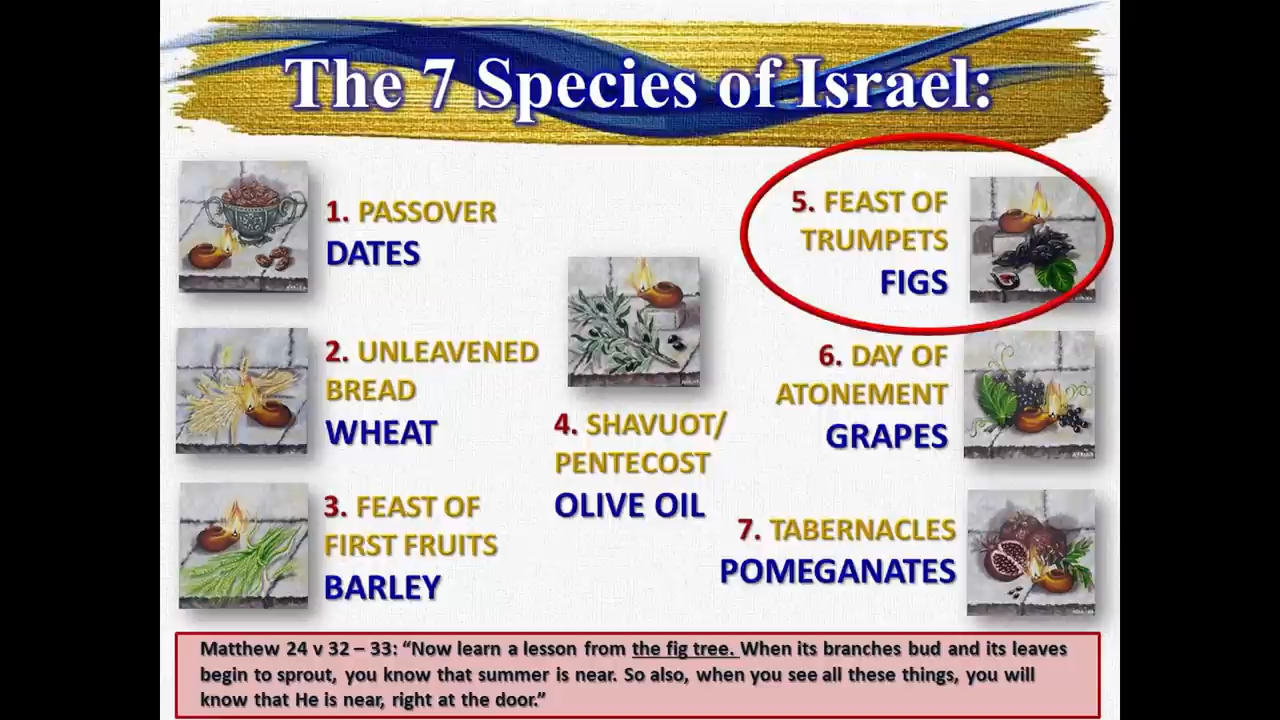 The 7 Species of Israel:
1. PASSOVER
DATES
2. UNLEAVENED
BREAD
WHEAT
3. FEAST OF
FIRST FRUITS
BARLEY
4. SHAVUOT/
PENTECOST
OLIVE OIL
5. FEAST OF
TRUMPETS
FIGS
6. DAY OF
ATONEMENT
GRAPES
7. TABERNACLES
POMEGANATES
Matthew 24 v 32 – 33: “Now learn a lesson from the fig tree. When its branches bud and its leaves
begin to sprout, you know that summer is near. So also, when you see all these things, you will
know that He is near, right at the door.”